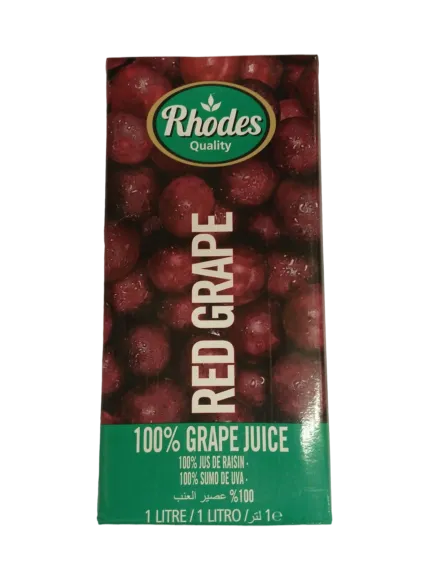 Rhodes
Quality
RED GRAPE
100% GRAPE JUICE
100% JUS DE RAISIN ·
100% SUMO DE UVA ·
%100 عصير العنب
1 LITRE / 1 LITRO / 1 لتر ℮